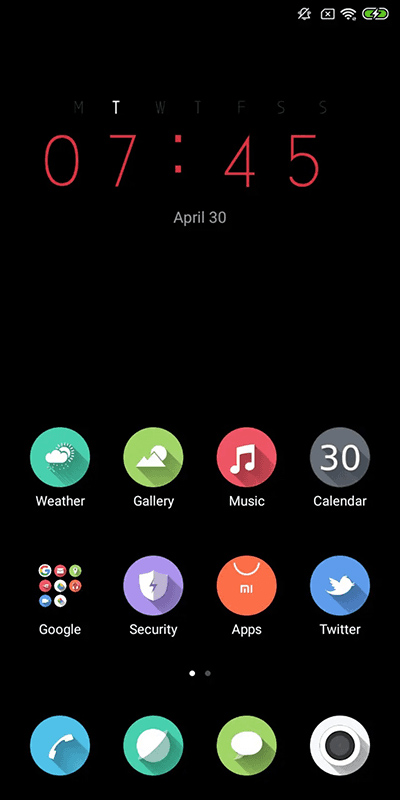 M T W T F S S
07:45
April 30
30
Weather Gallery Music Calendar
mi
Google Security Apps Twitter